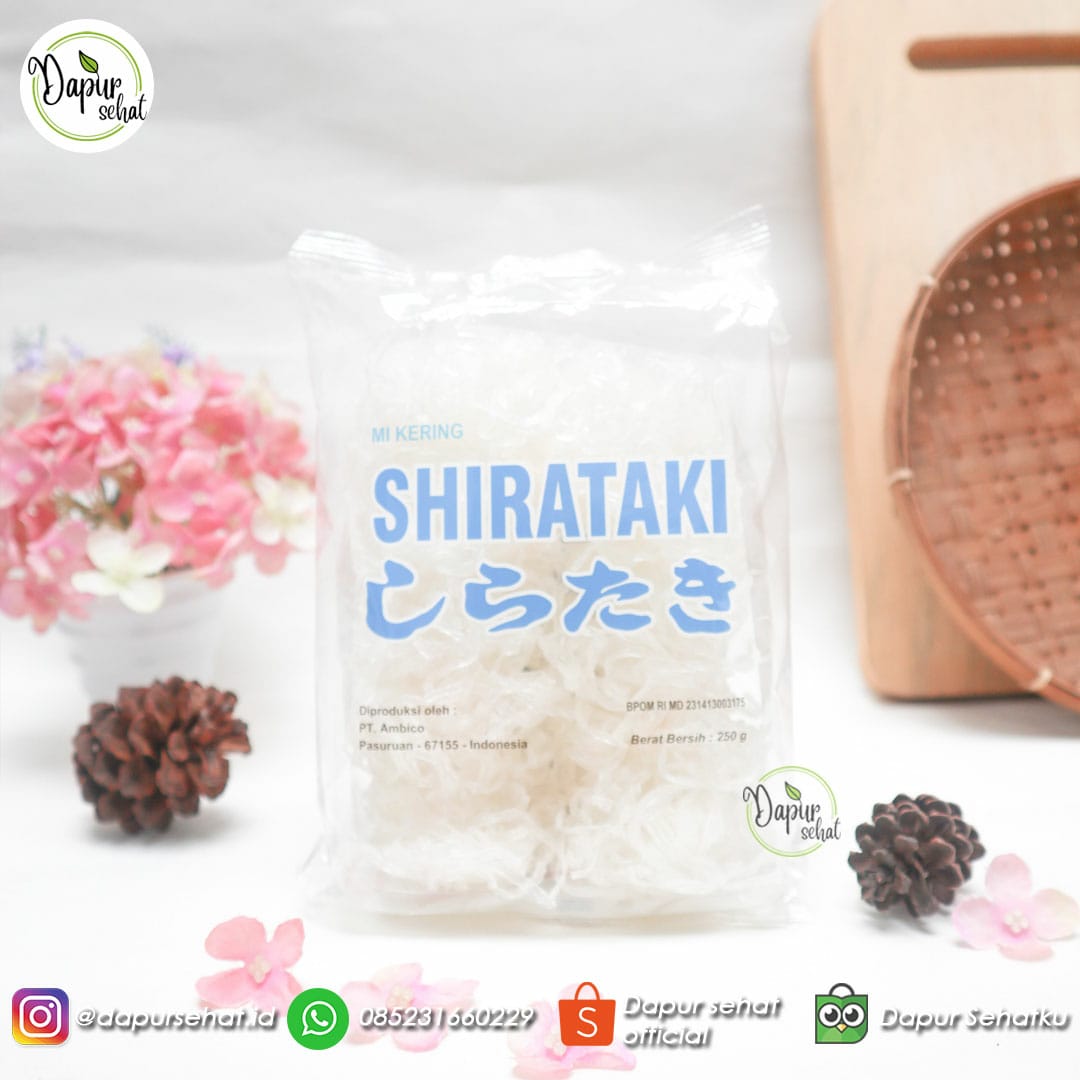 Dapur
sehat
MI KERING
SHIRATAKI
しらたき
Diproduksi oleh :
PT. Ambico
Pasuruan - 67155 - Indonesia
BPOM RI MD 231413003175
Berat Bersih : 250 g
Dapur
sehat
@dapursehat.id
085231660229
S
Dapur sehat
official
Dapur Sehatku